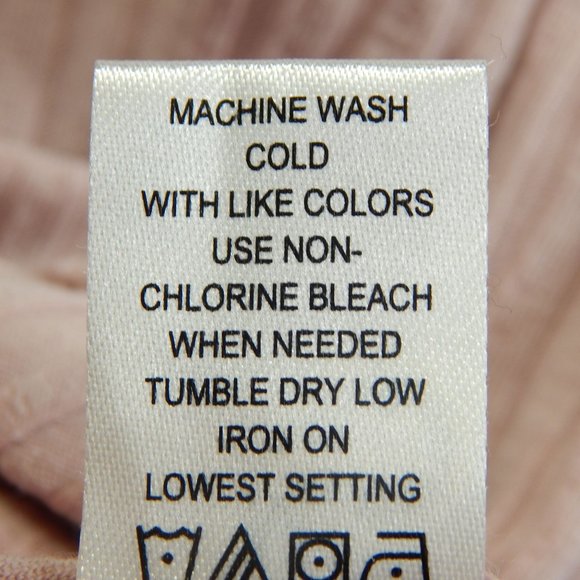 MACHINE WASH
COLD
WITH LIKE COLORS
USE NON-
CHLORINE BLEACH
WHEN NEEDED
TUMBLE DRY LOW
IRON ON
LOWEST SETTING